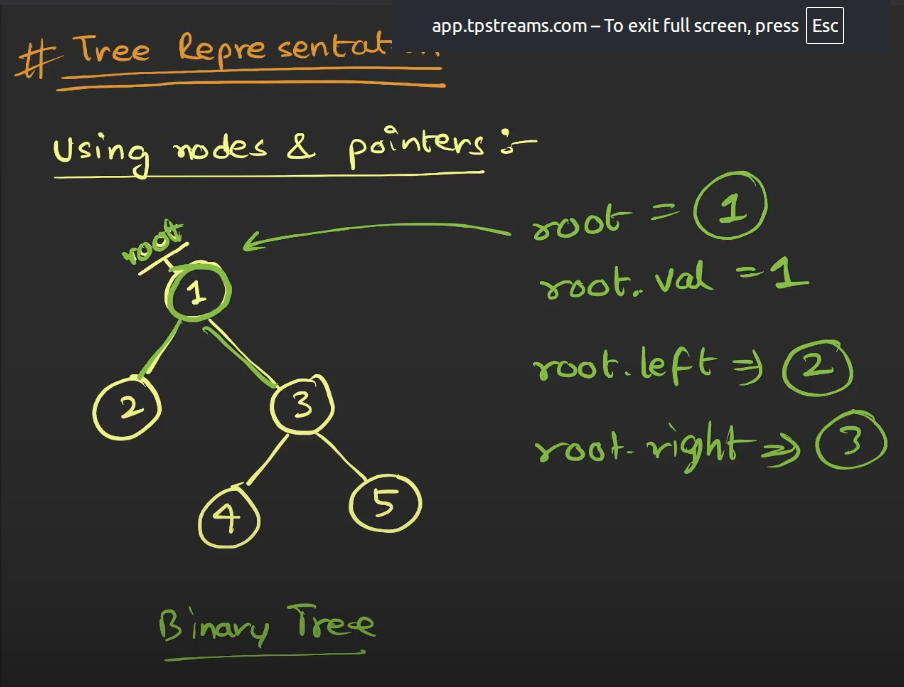 app.tpstreams.com – To exit full screen, press Esc
# Tree Representat
Using nodes & pointers :-
root = 1
root
root.val = 1
1
root.left => 2
2
3
root.right => 3
4
5
Binary Tree